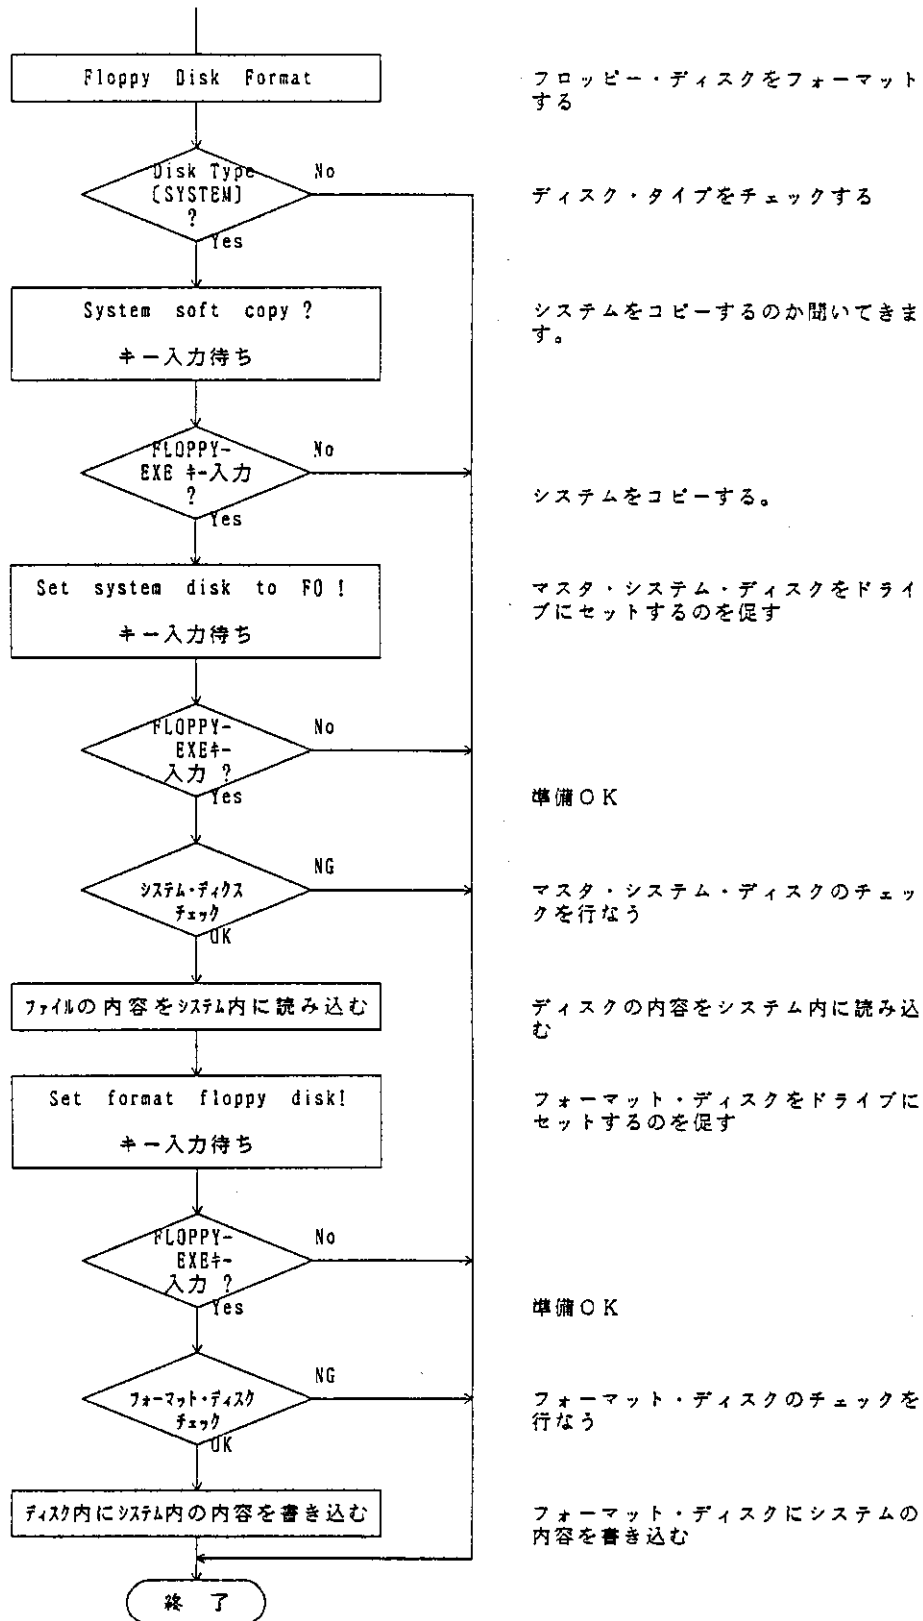 Floppy Disk Format
フロッピー・ディスクをフォーマット
する
Disk Type
[SYSTEM]
?
No
Yes
ディスク・タイプをチェックする
System soft copy ?
キー入力待ち
システムをコピーするのか聞いてきま
す。
FLOPPY-
EXE キー入力
?
No
Yes
システムをコピーする。
Set system disk to F0 !
キー入力待ち
マスタ・システム・ディスクをドライ
ブにセットするのを促す
FLOPPY-
EXEキー
入力 ?
No
Yes
準備OK
システム・ディクス
チェック
NG
OK
マスタ・システム・ディスクのチェッ
クを行なう
ファイルの内容をシステム内に読み込む
ディスクの内容をシステム内に読み込
む
Set format floppy disk!
キー入力待ち
フォーマット・ディスクをドライブに
セットするのを促す
FLOPPY-
EXEキー
入力 ?
No
Yes
準備OK
フォーマット・ディスク
チェック
NG
OK
フォーマット・ディスクのチェックを
行なう
ディスク内にシステム内の内容を書き込む
フォーマット・ディスクにシステムの
内容を書き込む
終 了